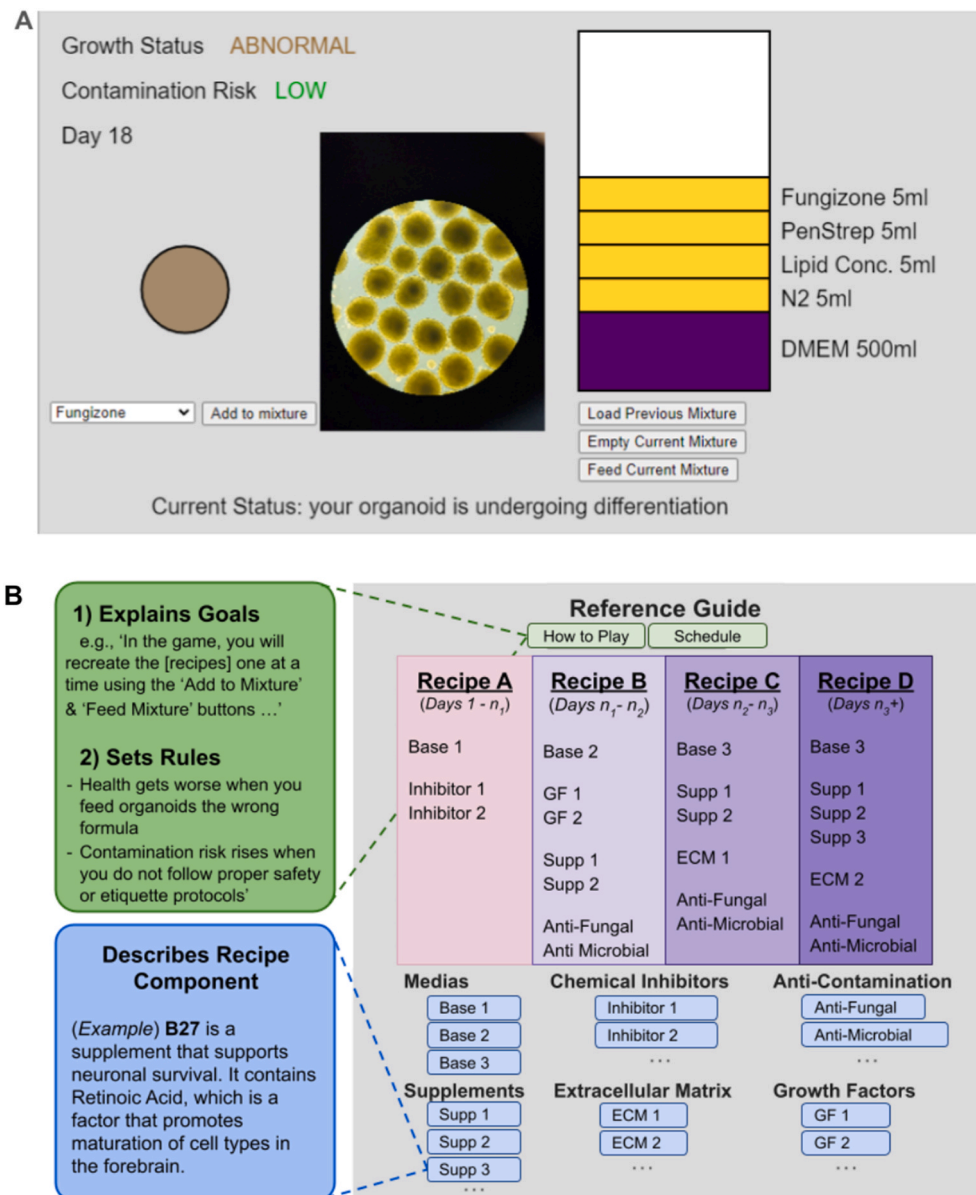 A
Growth Status ABNORMAL
Contamination Risk LOW
Day 18
Fungizone 5ml
PenStrep 5ml
Lipid Conc. 5ml
N2 5ml
DMEM 500ml
Fungizone
Add to mixture
Load Previous Mixture
Empty Current Mixture
Feed Current Mixture
Current Status: your organoid is undergoing differentiation
B
1) Explains Goals
e.g., 'In the game, you will
recreate the [recipes] one at a
time using the 'Add to Mixture'
& 'Feed Mixture' buttons ...'
2) Sets Rules
- Health gets worse when you
feed organoids the wrong
formula
- Contamination risk rises when
you do not follow proper safety
or etiquette protocols'
Describes Recipe
Component
(Example) B27 is a
supplement that supports
neuronal survival. It contains
Retinoic Acid, which is a
factor that promotes
maturation of cell types in
the forebrain.
Reference Guide
How to Play
Schedule
Recipe A
(Days 1 - n₁)
Base 1
Inhibitor 1
Inhibitor 2
Recipe B
(Days n₁- n₂)
Base 2
GF 1
GF 2
Supp 1
Supp 2
Anti-Fungal
Anti Microbial
Recipe C
(Days n₂- n₃)
Base 3
Supp 1
Supp 2
ECM 1
Anti-Fungal
Anti-Microbial
Recipe D
(Days n₃+)
Base 3
Supp 1
Supp 2
Supp 3
ECM 2
Anti-Fungal
Anti-Microbial
Medias
Base 1
Base 2
Base 3
Chemical Inhibitors
Inhibitor 1
Inhibitor 2
...
Anti-Contamination
Anti-Fungal
Anti-Microbial
...
Supplements
Supp 1
Supp 2
Supp 3
...
Extracellular Matrix
ECM 1
ECM 2
...
Growth Factors
GF 1
GF 2
...